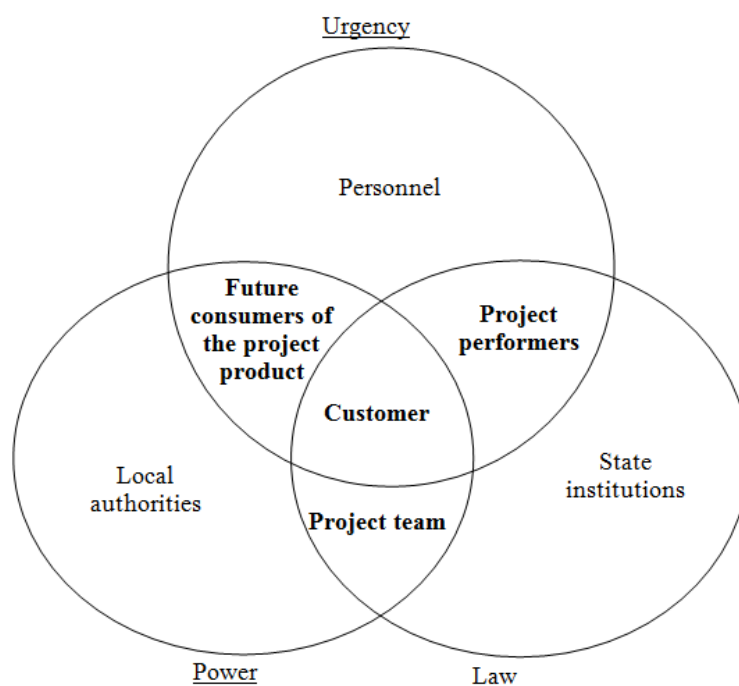 Urgency
Personnel
Future
consumers of
the project
product
Project
performers
Customer
Local
authorities
State
institutions
Project team
Power
Law